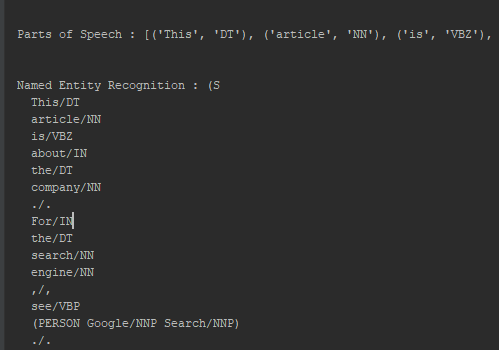 Parts of Speech : [('This', 'DT'), ('article', 'NN'), ('is', 'VBZ'),
Named Entity Recognition : (S
This/DT
article/NN
is/VBZ
about/IN
the/DT
company/NN
./.
For/IN
the/DT
search/NN
engine/NN
,/,
see/VBP
(PERSON Google/NNP Search/NNP)
./.